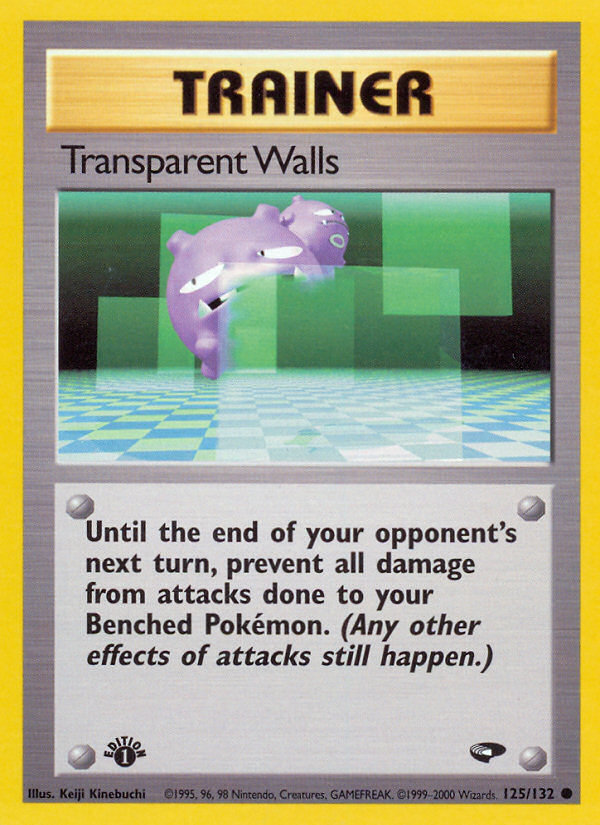 TRAINER
Transparent Walls
Until the end of your opponent's
next turn, prevent all damage
from attacks done to your
Benched Pokémon. (Any other
effects of attacks still happen.)
EDITION
1
Illus. Keiji Kinebuchi ©1995, 96, 98 Nintendo, Creatures, GAMEFREAK. ©1999–2000 Wizards. 125/132